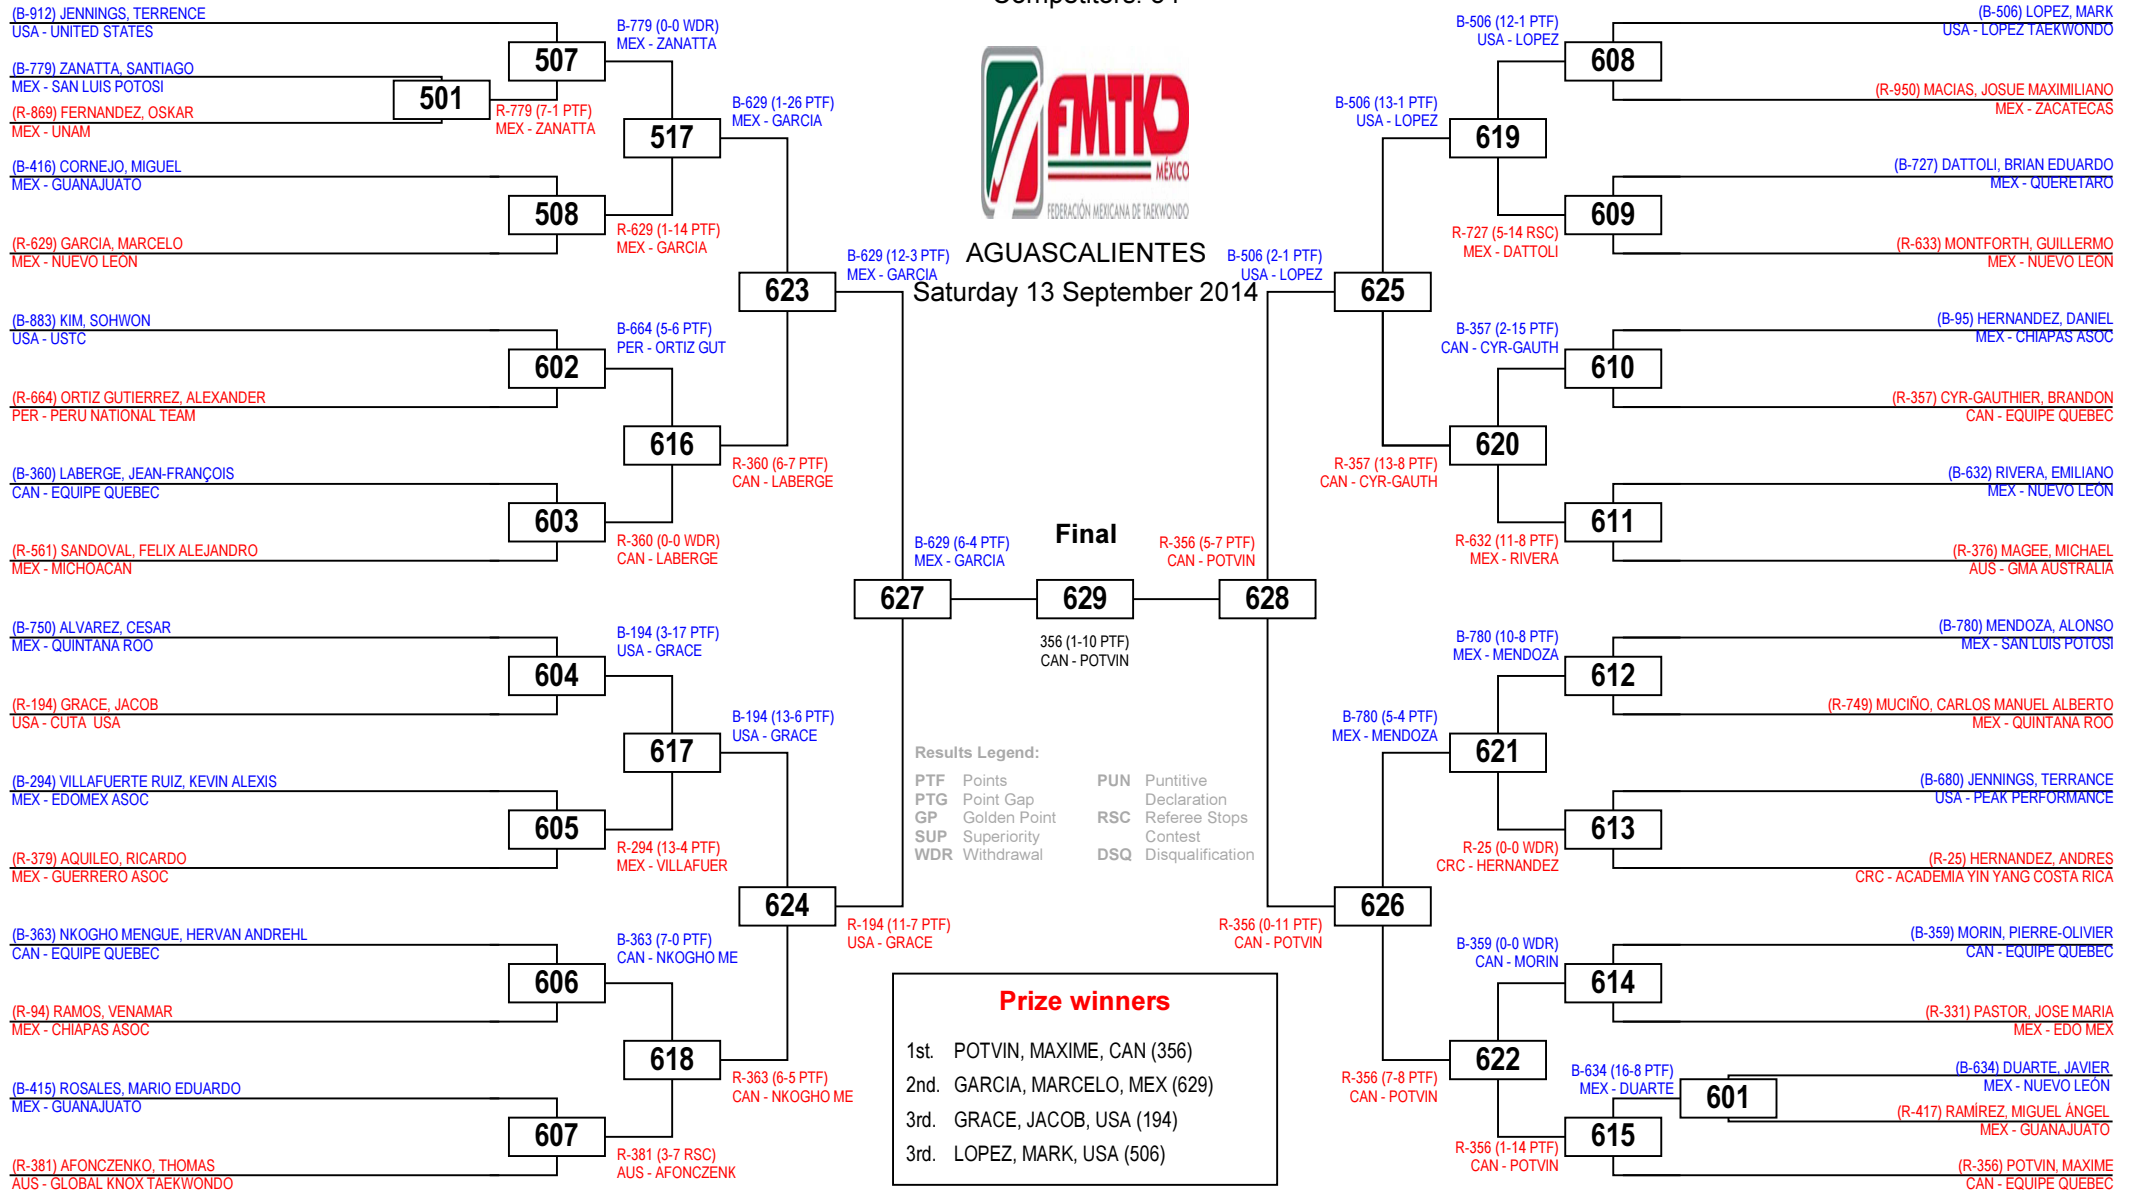 (B-912) JENNINGS, TERRENCE
USA - UNITED STATES
(B-779) ZANATTA, SANTIAGO
MEX - SAN LUIS POTOSI
(R-869) FERNANDEZ, OSKAR
MEX - UNAM
(B-416) CORNEJO, MIGUEL
MEX - GUANAJUATO
(R-629) GARCIA, MARCELO
MEX - NUEVO LEÓN
(B-883) KIM, SOHWON
USA - USTC
(R-664) ORTIZ GUTIERREZ, ALEXANDER
PER - PERU NATIONAL TEAM
(B-360) LABERGE, JEAN-FRANÇOIS
CAN - EQUIPE QUEBEC
(R-561) SANDOVAL, FELIX ALEJANDRO
MEX - MICHOACAN
(B-750) ALVAREZ, CESAR
MEX - QUINTANA ROO
(R-194) GRACE, JACOB
USA - CUTA USA
(B-294) VILLAFUERTE RUIZ, KEVIN ALEXIS
MEX - EDOMEX ASOC
(R-379) AQUILEO, RICARDO
MEX - GUERRERO ASOC
(B-363) NKOGHO MENGUE, HERVAN ANDREHL
CAN - EQUIPE QUEBEC
(R-94) RAMOS, VENAMAR
MEX - CHIAPAS ASOC
(B-415) ROSALES, MARIO EDUARDO
MEX - GUANAJUATO
(R-381) AFONCZENKO, THOMAS
AUS - GLOBAL KNOX TAEKWONDO
501
R-779 (7-1 PTF)
MEX - ZANATTA
507
508
602
603
604
605
606
607
B-779 (0-0 WDR)
MEX - ZANATTA
R-629 (1-14 PTF)
MEX - GARCIA
B-664 (5-6 PTF)
PER - ORTIZ GUT
R-360 (0-0 WDR)
CAN - LABERGE
B-194 (3-17 PTF)
USA - GRACE
R-294 (13-4 PTF)
MEX - VILLAFUER
B-363 (7-0 PTF)
CAN - NKOGHO ME
R-381 (3-7 RSC)
AUS - AFONCZENK
517
616
617
618
B-629 (1-26 PTF)
MEX - GARCIA
R-360 (6-7 PTF)
CAN - LABERGE
B-194 (13-6 PTF)
USA - GRACE
R-363 (6-5 PTF)
CAN - NKOGHO ME
623
624
B-629 (12-3 PTF)
MEX - GARCIA
R-194 (11-7 PTF)
USA - GRACE
627
B-629 (6-4 PTF)
MEX - GARCIA
FMTKD
MÉXICO
FEDERACIÓN MEXICANA DE TAEKWONDO
AGUASCALIENTES
Saturday 13 September 2014
Final
629
356 (1-10 PTF)
CAN - POTVIN
Results Legend:
PTF Points
PTG Point Gap
GP Golden Point
SUP Superiority
WDR Withdrawal
PUN Puntitive
Declaration
RSC Referee Stops
Contest
DSQ Disqualification
Prize winners
1st. POTVIN, MAXIME, CAN (356)
2nd. GARCIA, MARCELO, MEX (629)
3rd. GRACE, JACOB, USA (194)
3rd. LOPEZ, MARK, USA (506)
R-356 (5-7 PTF)
CAN - POTVIN
628
B-506 (2-1 PTF)
USA - LOPEZ
R-356 (0-11 PTF)
CAN - POTVIN
625
626
B-506 (13-1 PTF)
USA - LOPEZ
R-357 (13-8 PTF)
CAN - CYR-GAUTH
B-780 (5-4 PTF)
MEX - MENDOZA
R-356 (7-8 PTF)
CAN - POTVIN
619
620
621
622
B-506 (12-1 PTF)
USA - LOPEZ
R-727 (5-14 RSC)
MEX - DATTOLI
B-357 (2-15 PTF)
CAN - CYR-GAUTH
R-632 (11-8 PTF)
MEX - RIVERA
B-780 (10-8 PTF)
MEX - MENDOZA
R-25 (0-0 WDR)
CRC - HERNANDEZ
B-359 (0-0 WDR)
CAN - MORIN
R-356 (1-14 PTF)
CAN - POTVIN
608
609
610
611
612
613
614
615
B-634 (16-8 PTF)
MEX - DUARTE
601
(B-506) LOPEZ, MARK
USA - LOPEZ TAEKWONDO
(R-950) MACIAS, JOSUE MAXIMILIANO
MEX - ZACATECAS
(B-727) DATTOLI, BRIAN EDUARDO
MEX - QUERETARO
(R-633) MONTFORTH, GUILLERMO
MEX - NUEVO LEÓN
(B-95) HERNANDEZ, DANIEL
MEX - CHIAPAS ASOC
(R-357) CYR-GAUTHIER, BRANDON
CAN - EQUIPE QUEBEC
(B-632) RIVERA, EMILIANO
MEX - NUEVO LEÓN
(R-376) MAGEE, MICHAEL
AUS - GMA AUSTRALIA
(B-780) MENDOZA, ALONSO
MEX - SAN LUIS POTOSI
(R-749) MUCIÑO, CARLOS MANUEL ALBERTO
MEX - QUINTANA ROO
(B-680) JENNINGS, TERRANCE
USA - PEAK PERFORMANCE
(R-25) HERNANDEZ, ANDRES
CRC - ACADEMIA YIN YANG COSTA RICA
(B-359) MORIN, PIERRE-OLIVIER
CAN - EQUIPE QUEBEC
(R-331) PASTOR, JOSE MARIA
MEX - EDO MEX
(B-634) DUARTE, JAVIER
MEX - NUEVO LEÓN
(R-417) RAMÍREZ, MIGUEL ÁNGEL
MEX - GUANAJUATO
(R-356) POTVIN, MAXIME
CAN - EQUIPE QUEBEC